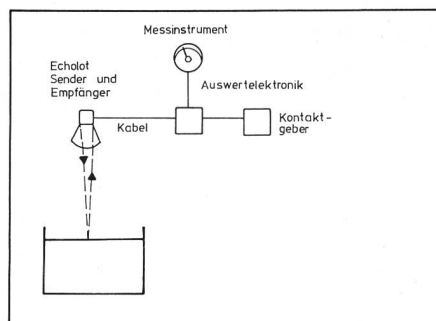 Messinstrument
Echolot
Sender und
Empfänger
Auswertelektronik
Kabel
Kontakt-
geber